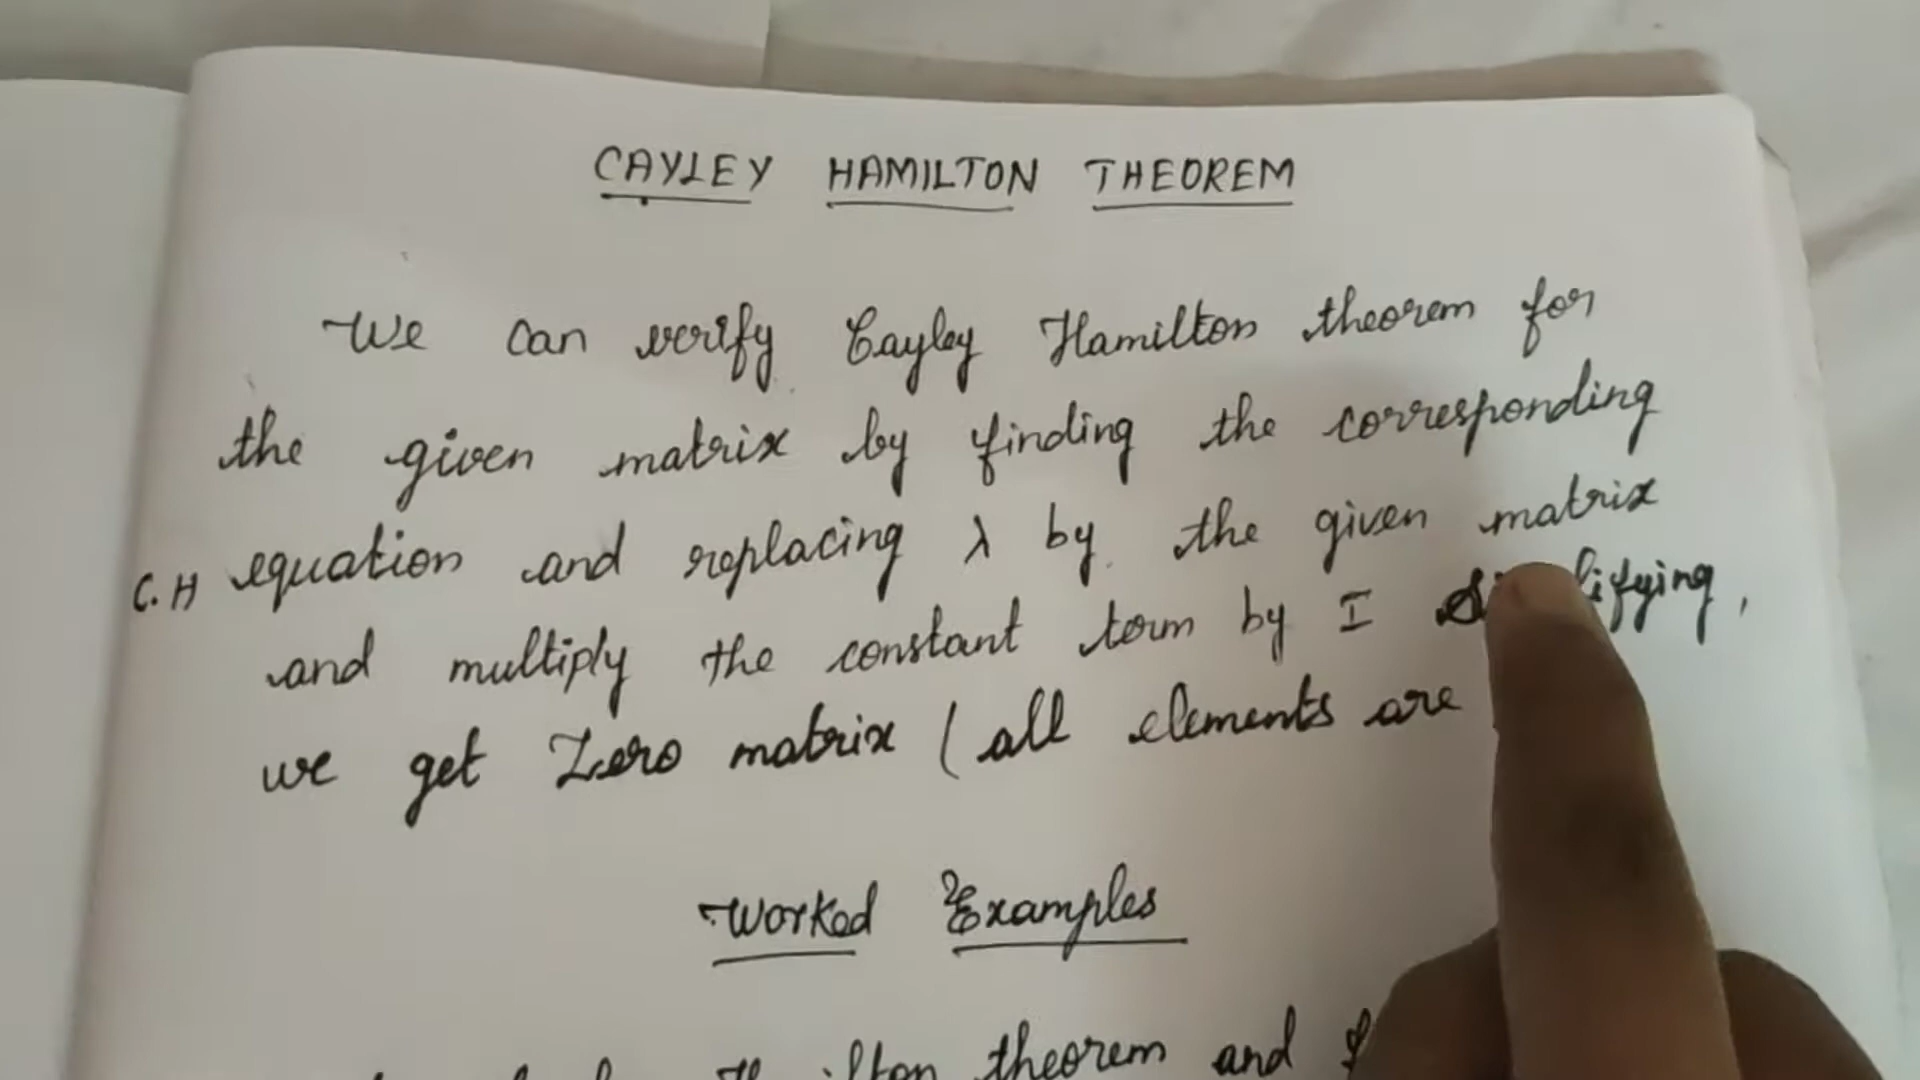 CAYLEY HAMILTON THEOREM
We can verify Cayley Hamilton theorem for
the given matrix by finding the corresponding
C.H equation and replacing λ by the given matrix
and multiply the constant term by I
we get Zero matrix (all elements are
Worked Examples
theorem and